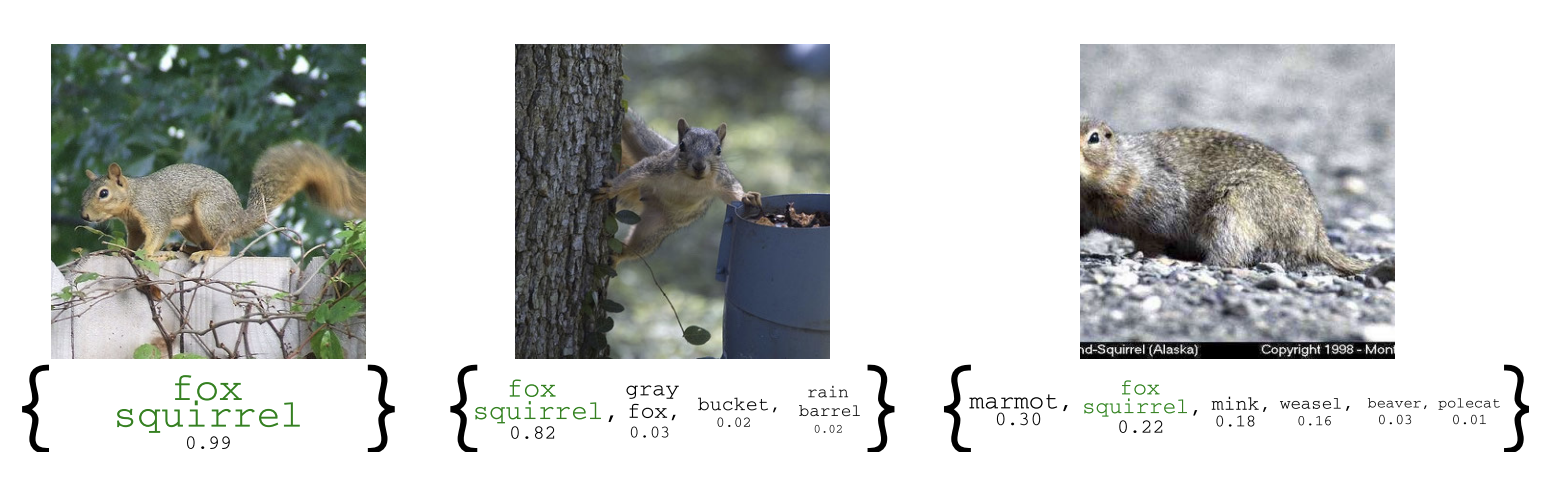 nd-Squirrel (Alaska) Copyright 1998 - Mont
{ fox squirrel 0.99 }
{ fox squirrel, 0.82 gray fox, 0.03 bucket, 0.02 rain barrel 0.02 }
{ marmot, 0.30 fox squirrel, 0.22 mink, 0.18 weasel, 0.16 beaver, 0.03 polecat 0.01 }